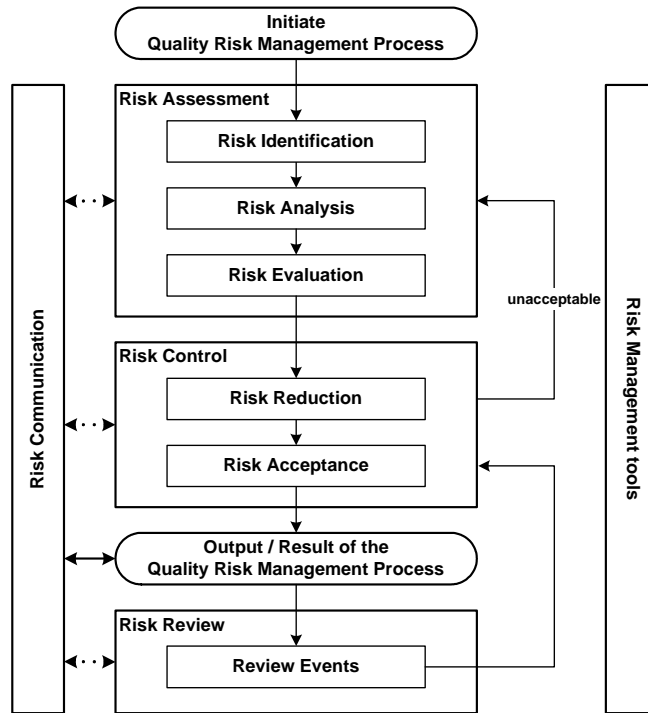 Initiate
Quality Risk Management Process
Risk Assessment
Risk Identification
Risk Analysis
Risk Evaluation
unacceptable
Risk Control
Risk Reduction
Risk Acceptance
Output / Result of the
Quality Risk Management Process
Risk Review
Review Events
Risk Communication
Risk Management tools